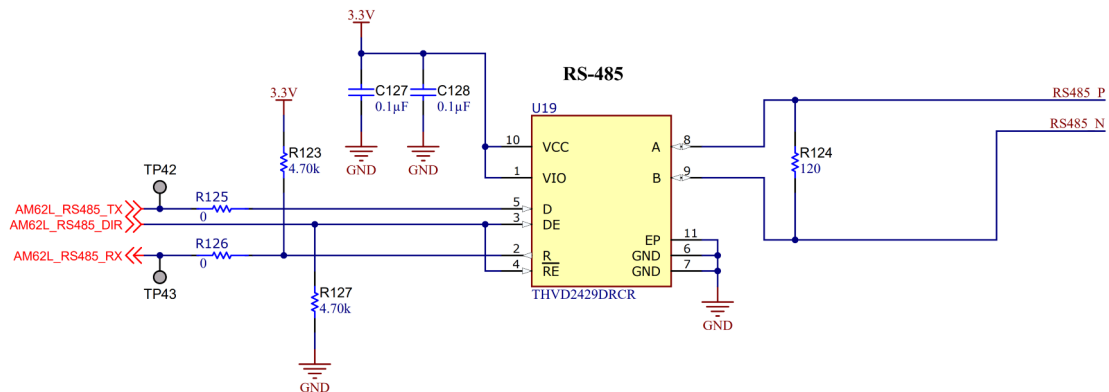 3.3V
RS-485
C127
0.1µF
C128
0.1µF
GND
GND
3.3V
R123
4.70k
U19
10
VCC
1
VIO
5
D
3
DE
2
R
4
RE
A
8
B
9
EP
11
GND
6
GND
7
THVD2429DRCR
GND
RS485_P
RS485_N
R124
120
TP42
AM62L_RS485_TX
R125
0
AM62L_RS485_DIR
AM62L_RS485_RX
R126
0
TP43
R127
4.70k
GND